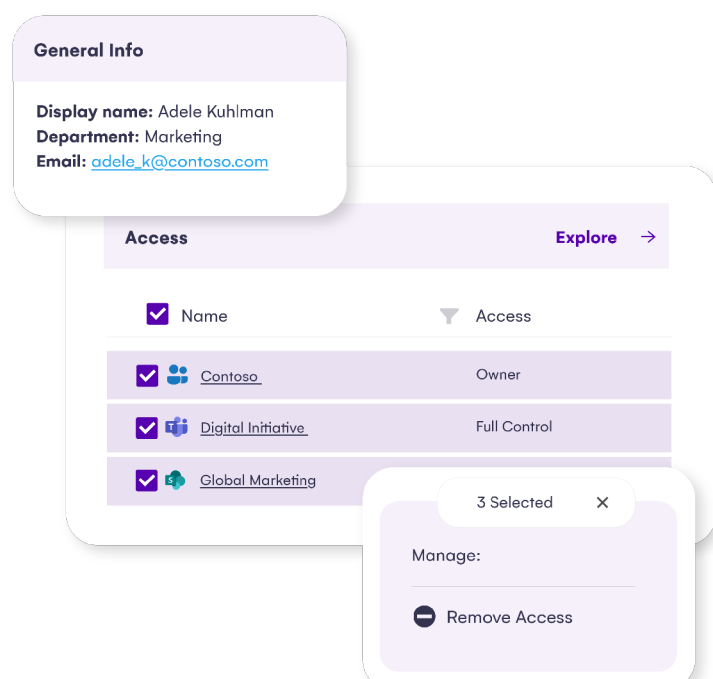 General Info
Display name: Adele Kuhlman
Department: Marketing
Email: adele_k@contoso.com
Access
Explore
Name
Access
Contoso
Owner
Digital Initiative
Full Control
Global Marketing
3 Selected
Manage:
Remove Access